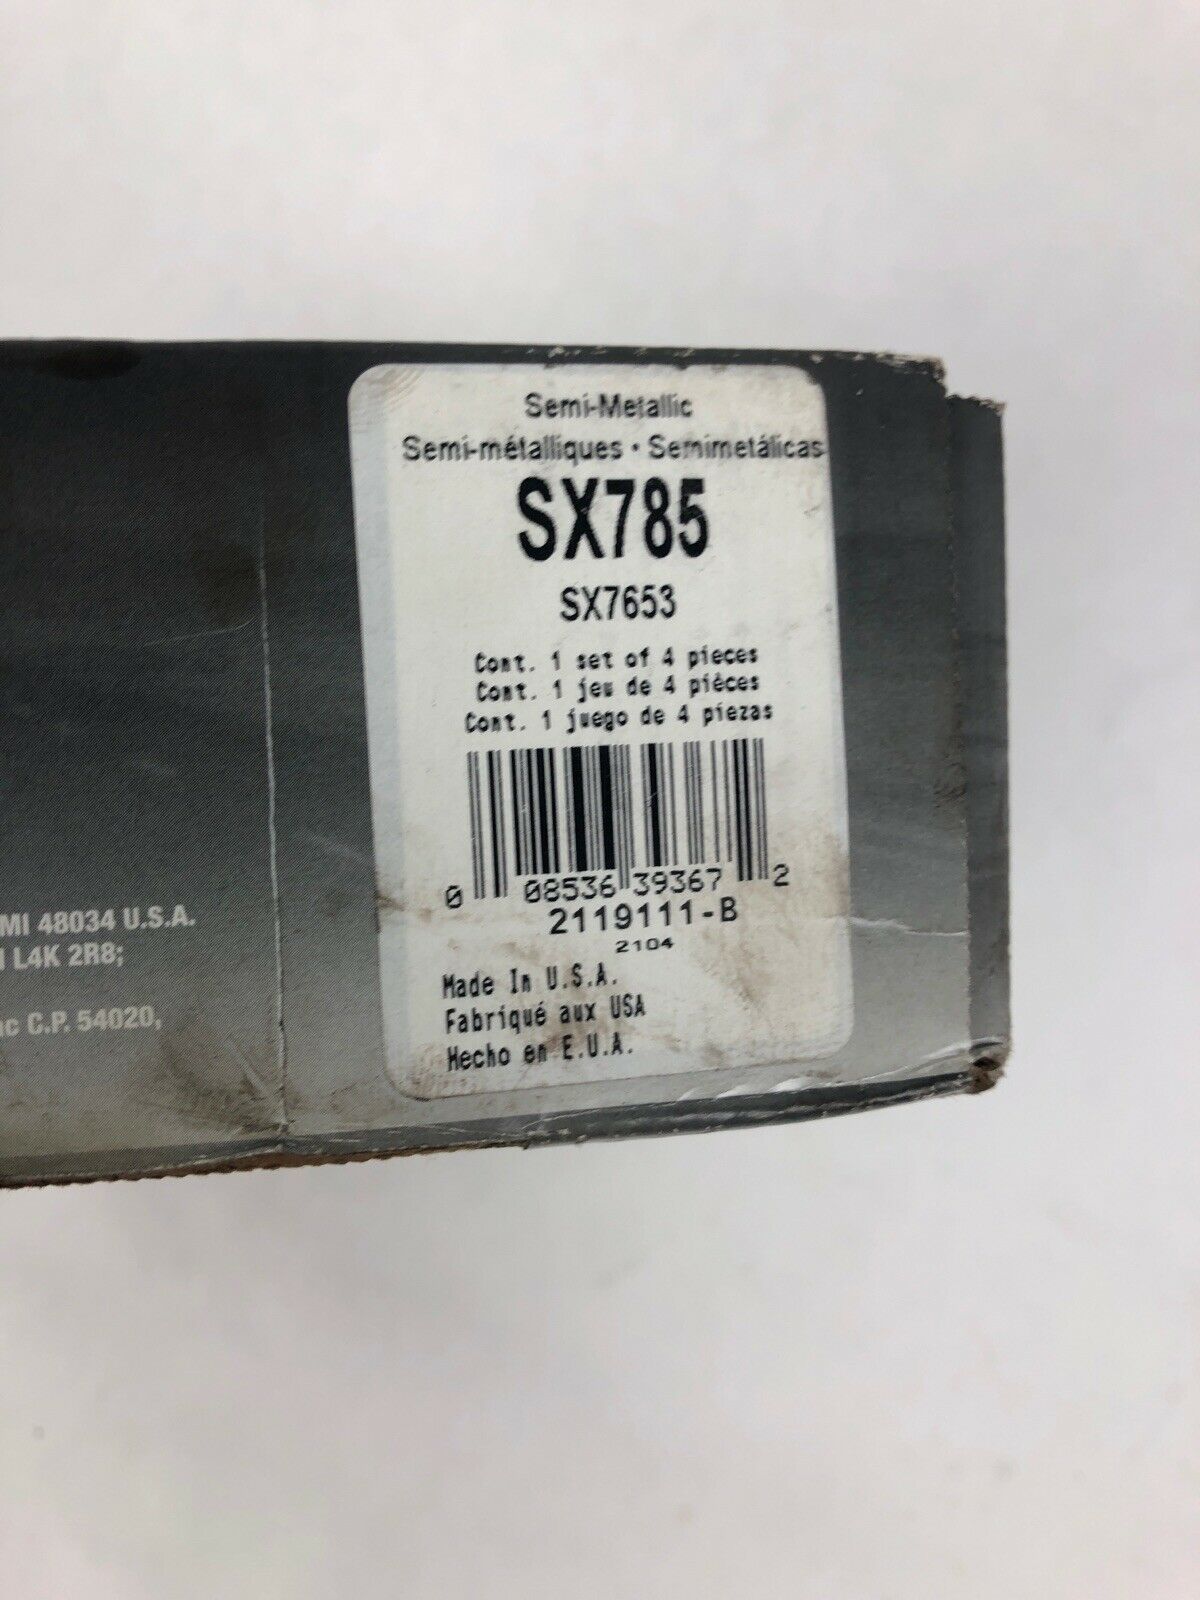 Semi-Metallic
Semi-métalliques • Semimetálicas
SX785
SX7653
Cont. 1 set of 4 pieces
Cont. 1 jeu de 4 pièces
Cont. 1 juego de 4 piezas
0 08536 39367 2
2119111-B
2104
Made In U.S.A.
Fabriqué aux USA
Hecho en E.U.A.
MI 48034 U.S.A.
L4K 2R8;
C.P. 54020,